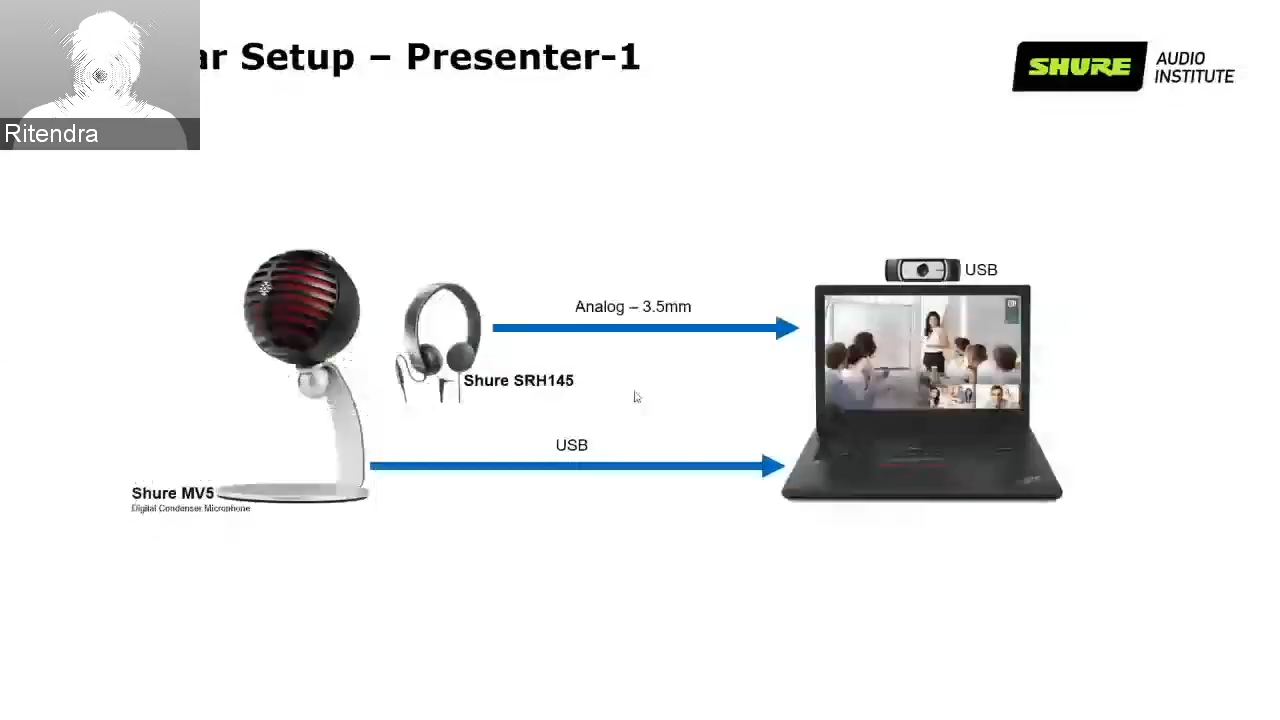 ar Setup – Presenter-1
SHURE AUDIO
INSTITUTE
Ritendra
USB
Analog – 3.5mm
Shure SRH145
USB
Shure MV5
Digital Condenser Microphone